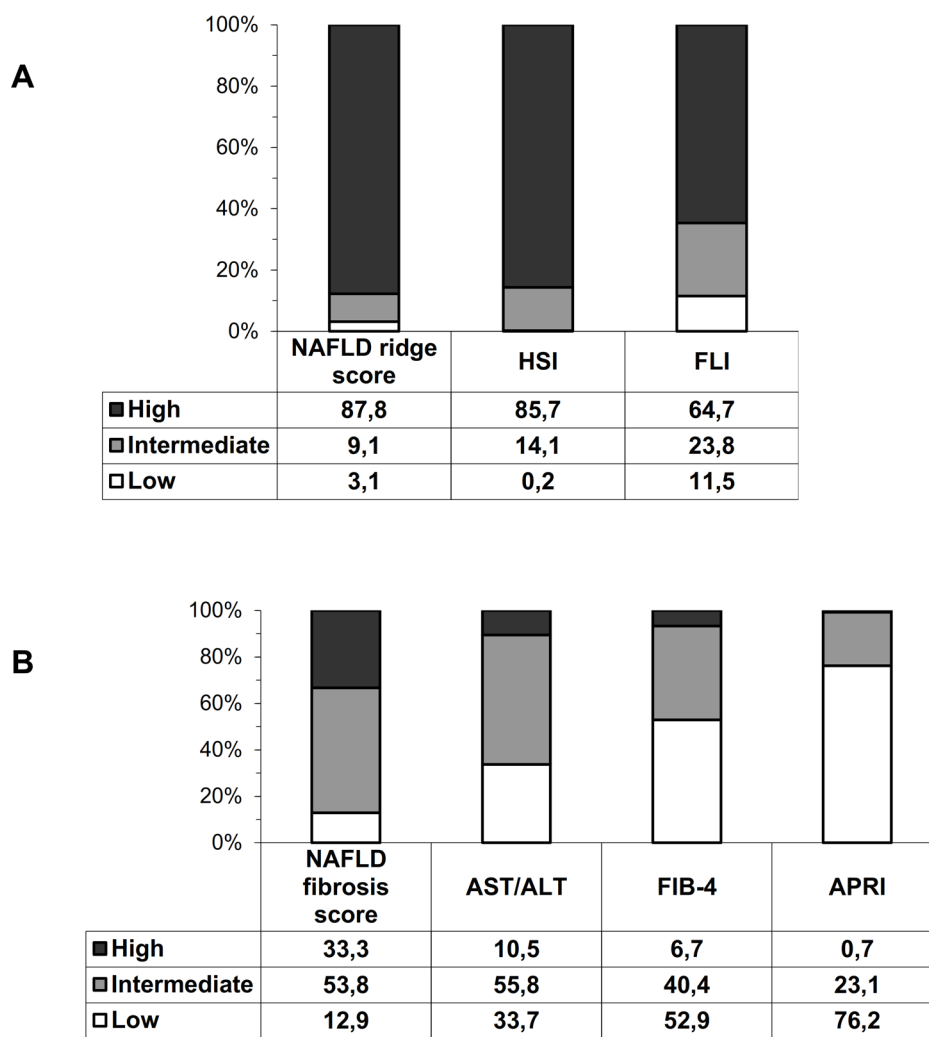 A
100%
80%
60%
40%
20%
0%
NAFLD ridge
score
HSI
FLI
High 87,8 85,7 64,7
Intermediate 9,1 14,1 23,8
Low 3,1 0,2 11,5
B
100%
80%
60%
40%
20%
0%
NAFLD
fibrosis
score
AST/ALT
FIB-4
APRI
High 33,3 10,5 6,7 0,7
Intermediate 53,8 55,8 40,4 23,1
Low 12,9 33,7 52,9 76,2